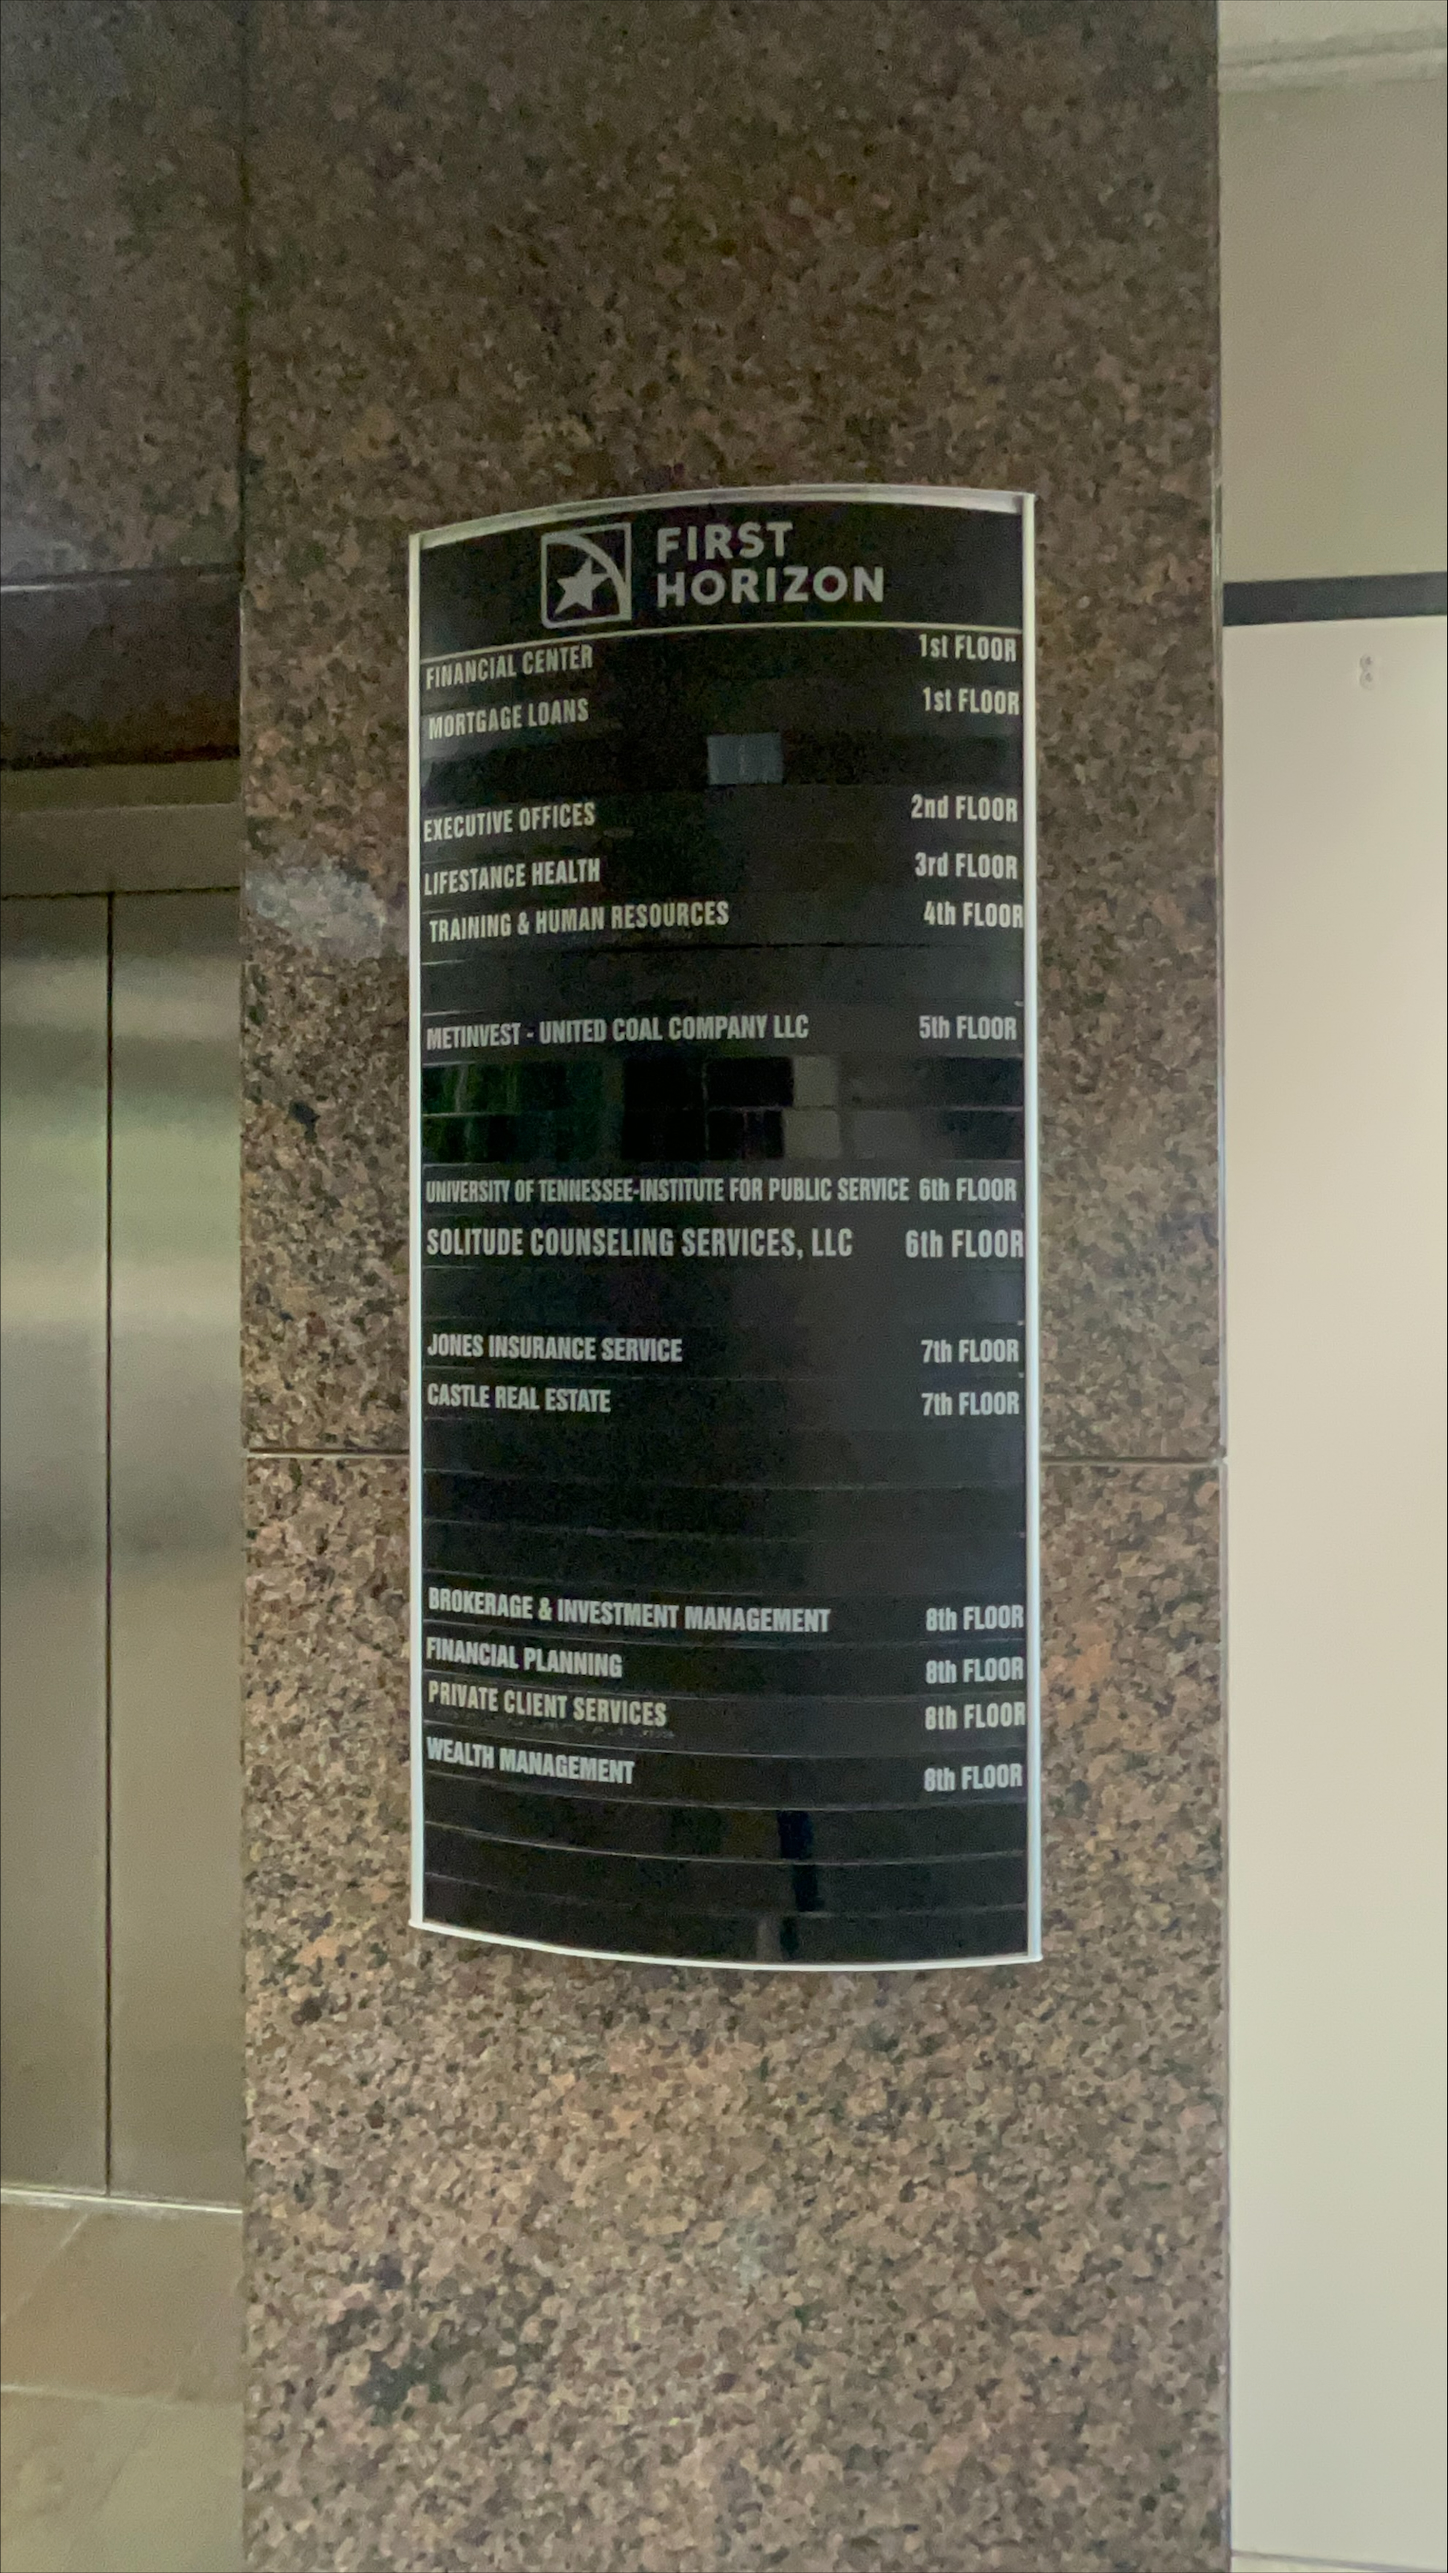 FIRST
HORIZON
FINANCIAL CENTER 1st FLOOR
MORTGAGE LOANS 1st FLOOR
EXECUTIVE OFFICES 2nd FLOOR
LIFESTANCE HEALTH 3rd FLOOR
TRAINING & HUMAN RESOURCES 4th FLOOR
METINVEST - UNITED COAL COMPANY LLC 5th FLOOR
UNIVERSITY OF TENNESSEE-INSTITUTE FOR PUBLIC SERVICE 6th FLOOR
SOLITUDE COUNSELING SERVICES, LLC 6th FLOOR
JONES INSURANCE SERVICE 7th FLOOR
CASTLE REAL ESTATE 7th FLOOR
BROKERAGE & INVESTMENT MANAGEMENT 8th FLOOR
FINANCIAL PLANNING 8th FLOOR
PRIVATE CLIENT SERVICES 8th FLOOR
WEALTH MANAGEMENT 8th FLOOR